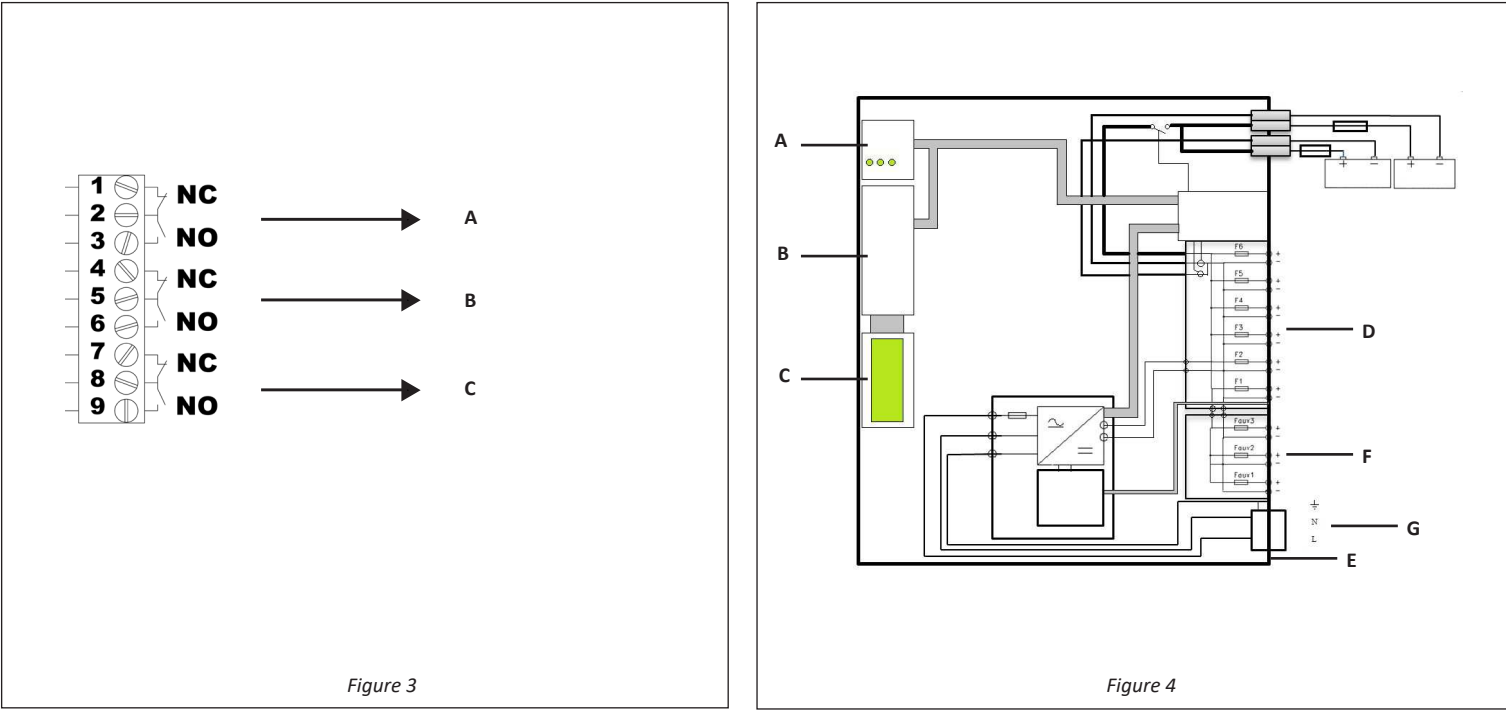 1
NC
2
A
3
NO
4
NC
5
B
6
NO
7
NC
8
C
9
NO
Figure 3
A
B
C
+ − + −
F6
+
−
F5
+
−
F4
+
−
F3
+
−
D
F2
+
−
F1
+
−
Faux3
+
−
Faux2
+
−
F
Faux1
+
−
N
G
L
E
Figure 4